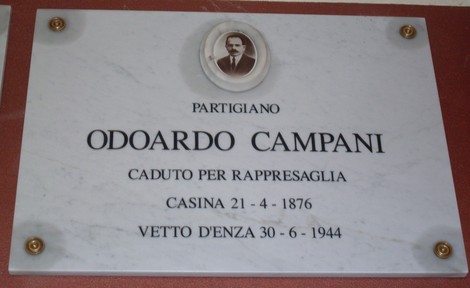 PARTIGIANO
ODOARDO CAMPANI
CADUTO PER RAPPRESAGLIA
CASINA 21 - 4 - 1876
VETTO D'ENZA 30 - 6 - 1944